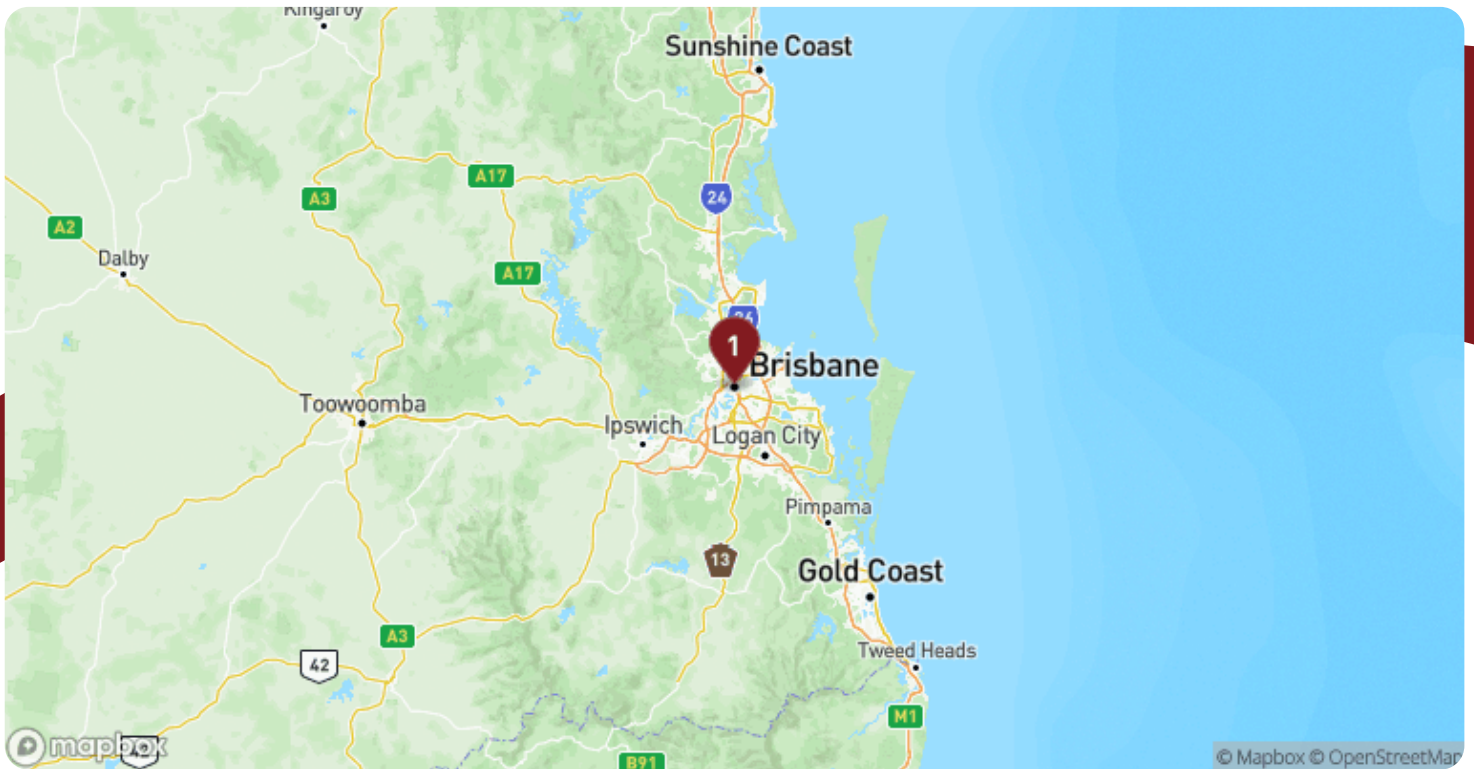 Kingaroy
Sunshine Coast
A17
A3
24
A2
Dalby
A17
1
Brisbane
Toowoomba
Ipswich
Logan City
Pimpama
13
Gold Coast
A3
Tweed Heads
42
M1
mapbox
42
B91
© Mapbox © OpenStreetMap